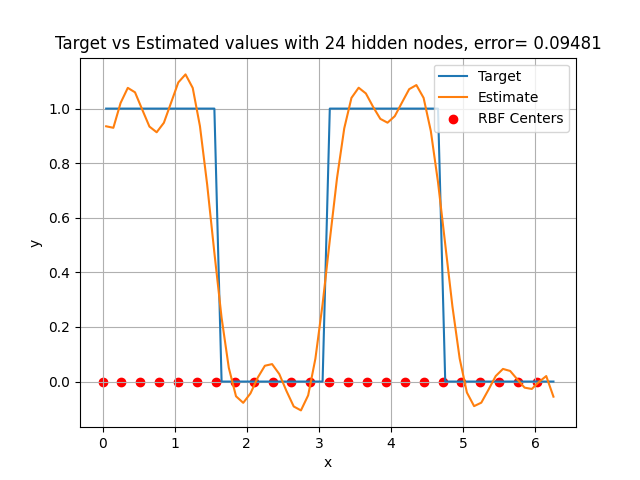 Target vs Estimated values with 24 hidden nodes, error= 0.09481
Target
Estimate
RBF Centers
1.0
0.8
0.6
0.4
0.2
0.0
y
0 1 2 3 4 5 6
x